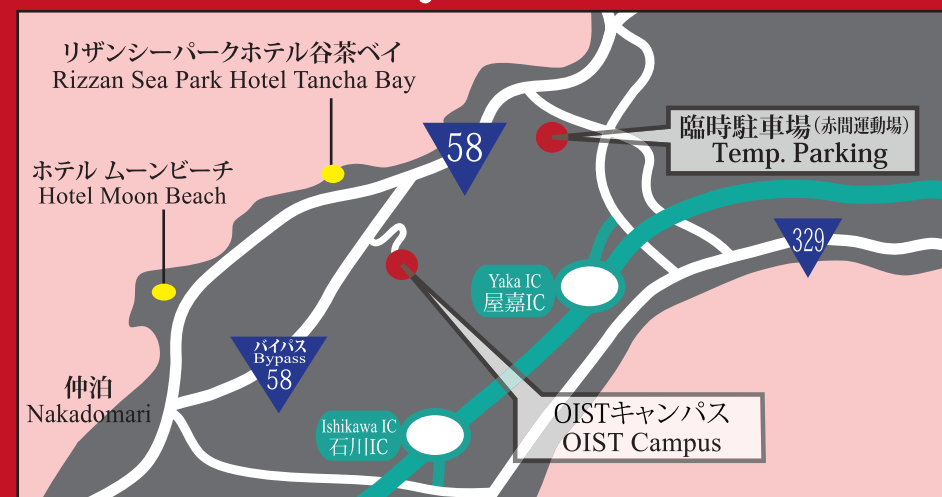 リザンシーパークホテル谷茶ベイ
Rizzan Sea Park Hotel Tancha Bay
ホテル ムーンビーチ
Hotel Moon Beach
58
臨時駐車場(赤間運動場)
Temp. Parking
329
Yaka IC
屋嘉IC
バイパス
Bypass
58
仲泊
Nakadomari
Ishikawa IC
石川IC
OISTキャンパス
OIST Campus